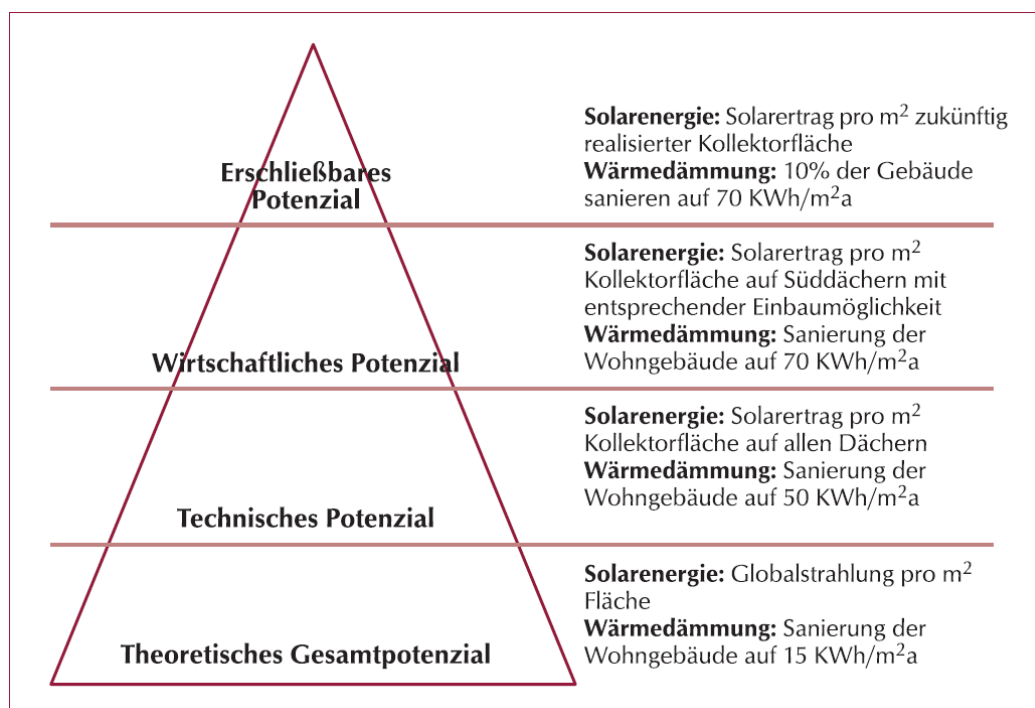 Erschließbares
Potenzial
Solarenergie: Solarertrag pro m² zukünftig
realisierter Kollektorfläche
Wärmedämmung: 10% der Gebäude
sanieren auf 70 KWh/m²a
Wirtschaftliches Potenzial
Solarenergie: Solarertrag pro m²
Kollektorfläche auf Süddächern mit
entsprechender Einbaumöglichkeit
Wärmedämmung: Sanierung der
Wohngebäude auf 70 KWh/m²a
Technisches Potenzial
Solarenergie: Solarertrag pro m²
Kollektorfläche auf allen Dächern
Wärmedämmung: Sanierung der
Wohngebäude auf 50 KWh/m²a
Theoretisches Gesamtpotenzial
Solarenergie: Globalstrahlung pro m²
Fläche
Wärmedämmung: Sanierung der
Wohngebäude auf 15 KWh/m²a